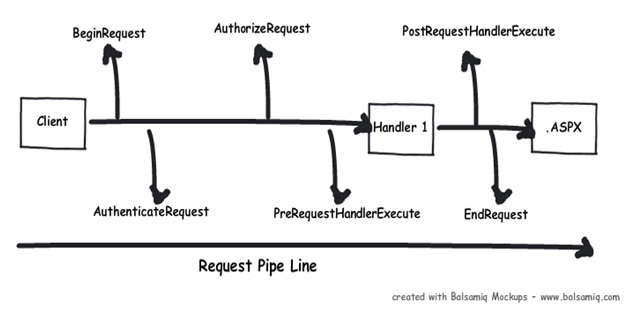 BeginRequest
AuthorizeRequest
PostRequestHandlerExecute
Client
Handler 1
.ASPX
AuthenticateRequest
PreRequestHandlerExecute
EndRequest
Request Pipe Line
created with Balsamiq Mockups - www.balsamiq.com